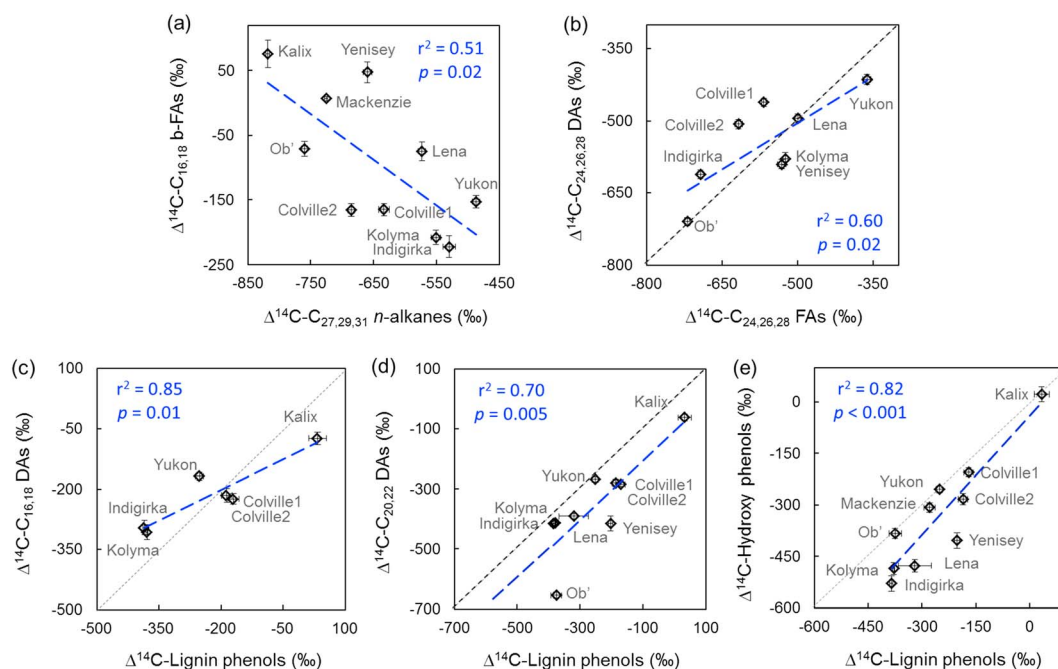 (a)
Δ¹⁴C-C₁₆,₁₈ b-FAs
(‰)
50
-50
-150
-250
Kalix
Yenisey
r² = 0.51
p = 0.02
Mackenzie
Ob’
Lena
Yukon
Colville2
Colville1
Kolyma
Indigirka
-850
-750
-650
-550
-450
Δ¹⁴C-C₂₇,₂₉,₃₁ n-alkanes (‰)
(b)
Δ¹⁴C-C₂₄,₂₆,₂₈ DAs
(‰)
-350
-500
-650
-800
Colville1
Yukon
Colville2
Lena
Indigirka
Kolyma
Yenisey
Ob’
r² = 0.60
p = 0.02
-800
-650
-500
-350
Δ¹⁴C-C₂₄,₂₆,₂₈ FAs (‰)
(c)
Δ¹⁴C-C₁₆,₁₈ DAs
(‰)
100
-50
-200
-350
-500
r² = 0.85
p = 0.01
Kalix
Yukon
Indigirka
Colville1
Colville2
Kolyma
-500
-350
-200
-50
100
Δ¹⁴C-Lignin phenols (‰)
(d)
Δ¹⁴C-C₂₀,₂₂ DAs
(‰)
100
-100
-300
-500
-700
r² = 0.70
p = 0.005
Kalix
Yukon
Colville1
Colville2
Kolyma
Indigirka
Lena
Yenisey
Ob’
-700
-500
-300
-100
100
Δ¹⁴C-Lignin phenols (‰)
(e)
Δ¹⁴C-Hydroxy phenols
(‰)
0
-150
-300
-450
-600
r² = 0.82
p < 0.001
Kalix
Colville1
Yukon
Colville2
Mackenzie
Ob’
Yenisey
Kolyma
Lena
Indigirka
-600
-450
-300
-150
0
Δ¹⁴C-Lignin phenols (‰)